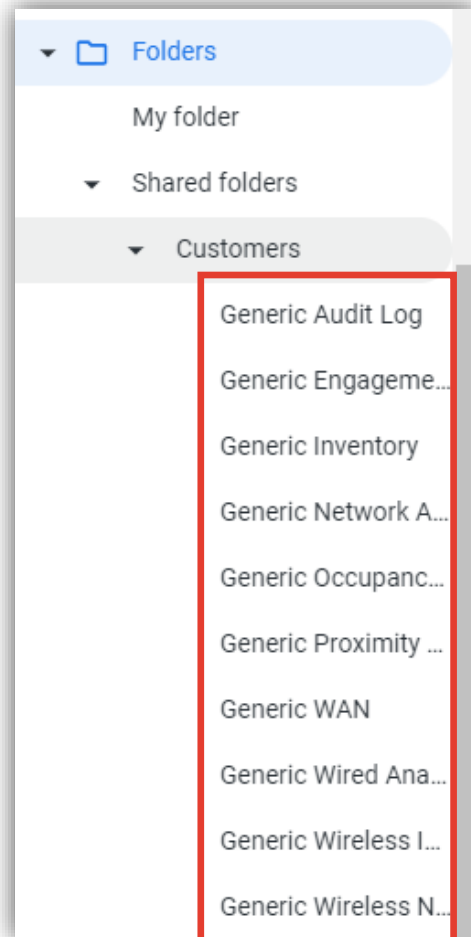 Folders
My folder
Shared folders
Customers
Generic Audit Log
Generic Engageme...
Generic Inventory
Generic Network A...
Generic Occupanc...
Generic Proximity ...
Generic WAN
Generic Wired Ana...
Generic Wireless I...
Generic Wireless N...